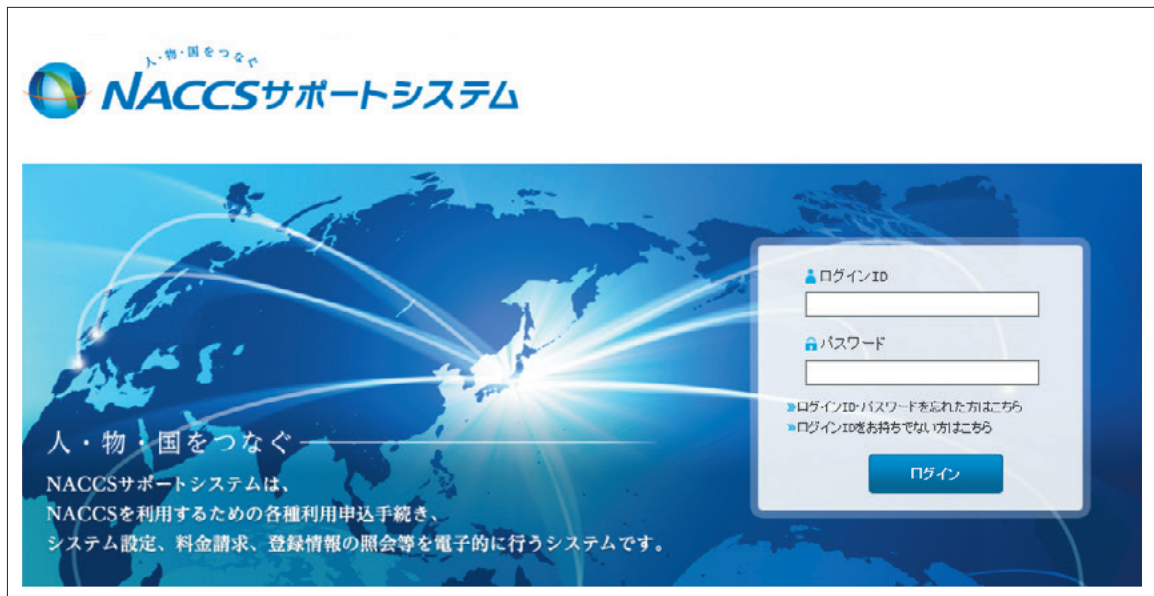 人・物・国をつなぐ
NACCSサポートシステム
ログインID
パスワード
»ログインID・パスワードを忘れた方はこちら
»ログインIDをお持ちでない方はこちら
ログイン
人・物・国をつなぐ
NACCSサポートシステムは、
NACCSを利用するための各種利用申込手続き、
システム設定、料金請求、登録情報の照会等を電子的に行うシステムです。